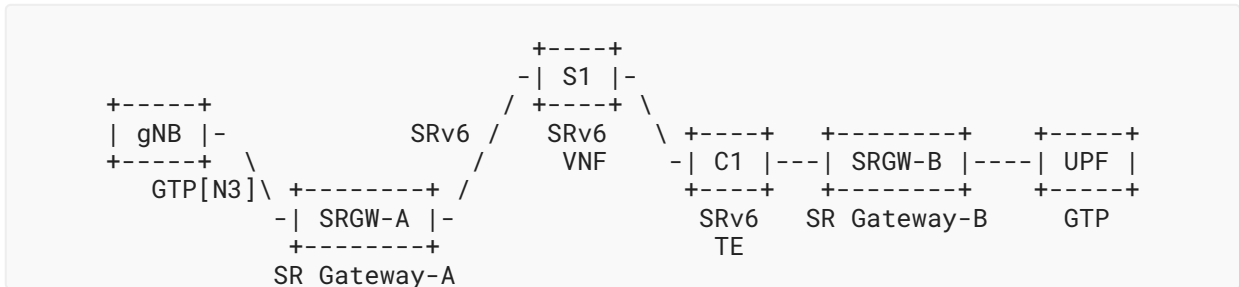 +----+
                                  -| S1 |-
       +-----+                   / +----+ \
       | gNB |-            SRv6 /   SRv6   \ +----+   +--------+    +-----+
       +-----+  \              /     VNF    -| C1 |---| SRGW-B |----| UPF |
          GTP[N3]\ +--------+ /              +----+   +--------+    +-----+
                  -| SRGW-A |-                SRv6   SR Gateway-B     GTP
                   +--------+                  TE
                  SR Gateway-A